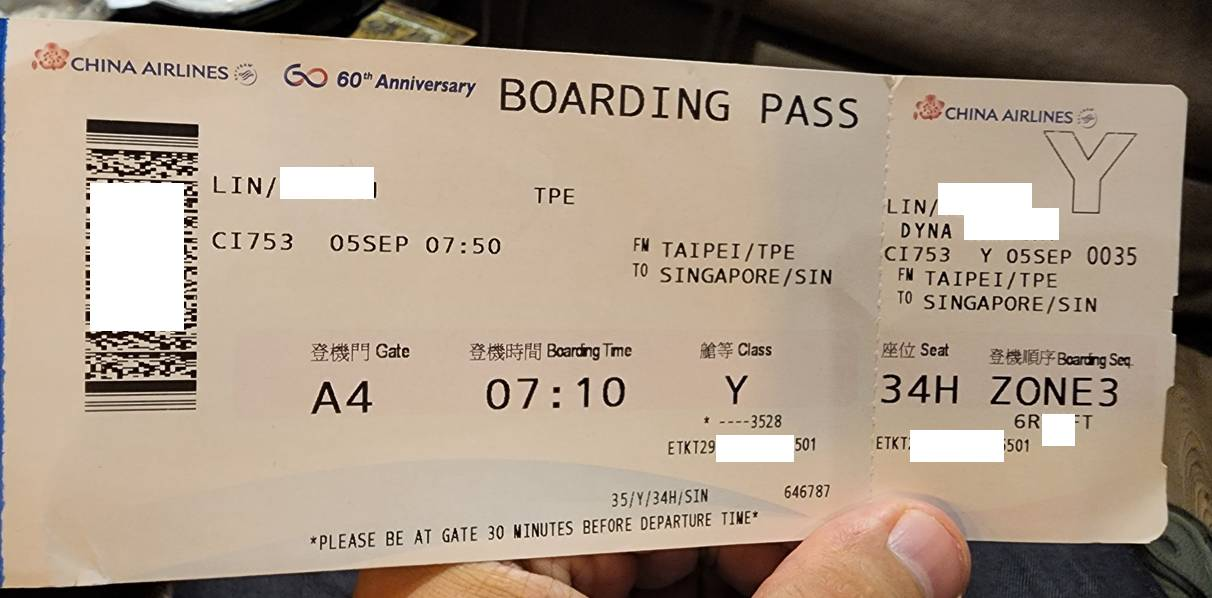 CHINA AIRLINES 60th Anniversary BOARDING PASS
LIN/
TPE
CI753 05SEP 07:50
FM TAIPEI/TPE
TO SINGAPORE/SIN
登機門 Gate 登機時間 Boarding Time 艙等 Class
A4 07:10 Y
* ----3528
ETKT29 501
35/Y/34H/SIN 646787
*PLEASE BE AT GATE 30 MINUTES BEFORE DEPARTURE TIME*
CHINA AIRLINES
Y
LIN/
DYNA
CI753 Y 05SEP 0035
FM TAIPEI/TPE
TO SINGAPORE/SIN
座位 Seat 登機順序 Boarding Seq.
34H ZONE3
6R FT
ETKT 501